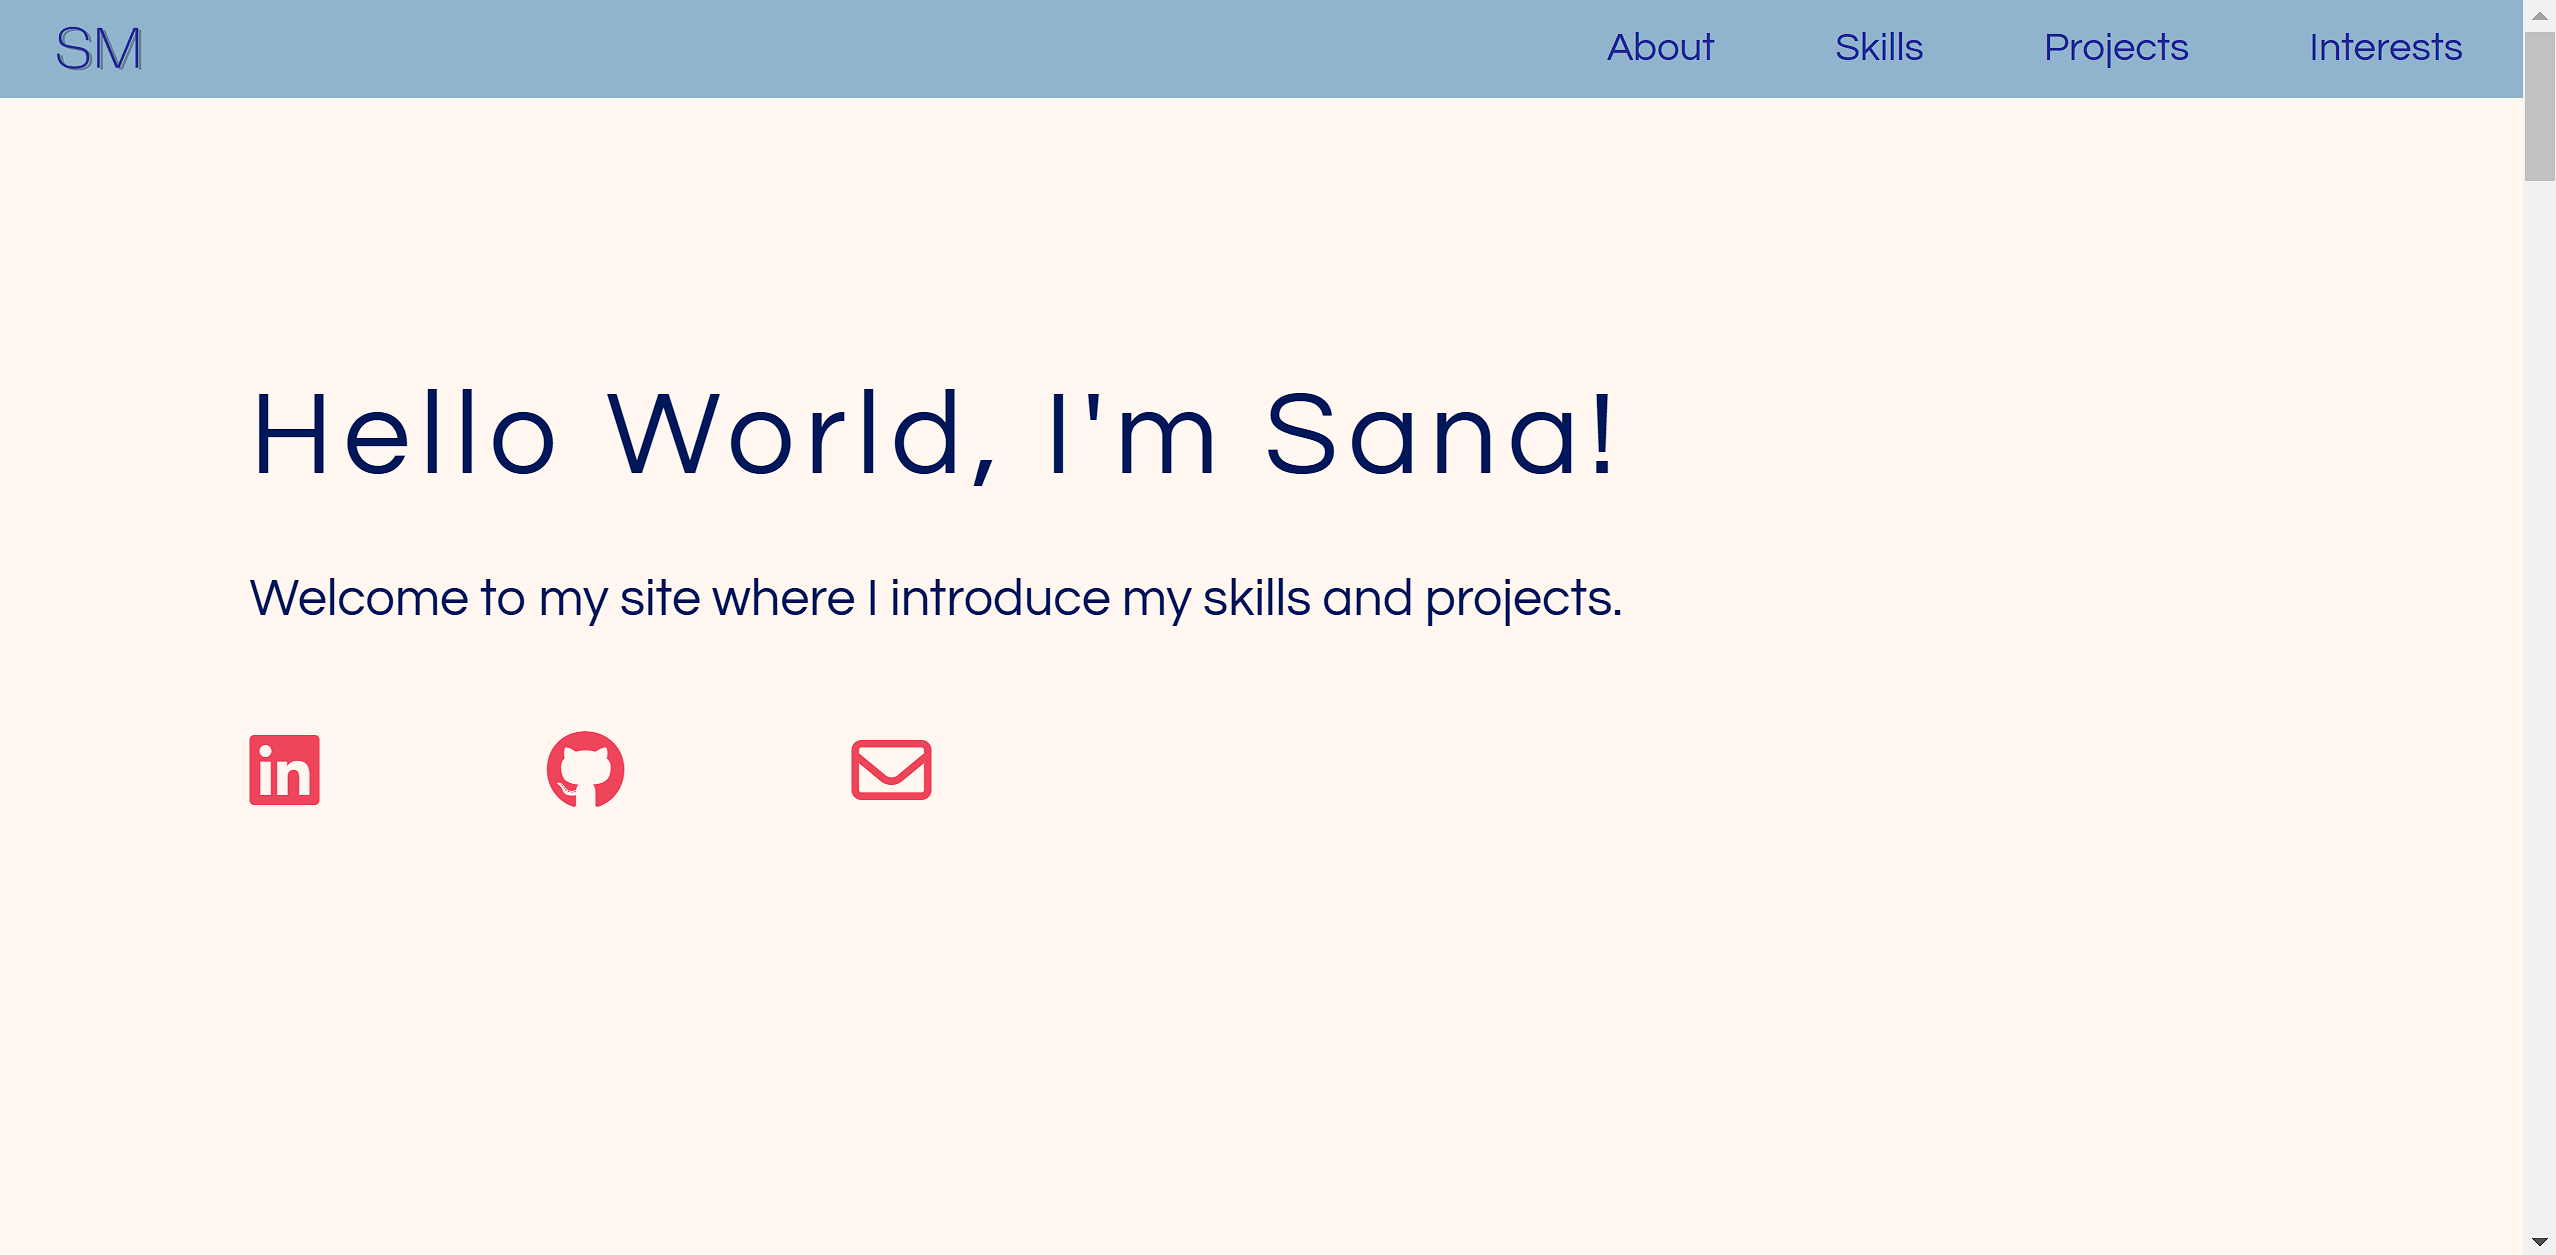 SM About Skills Projects Interests
Hello World, I'm Sana!
Welcome to my site where I introduce my skills and projects.
in